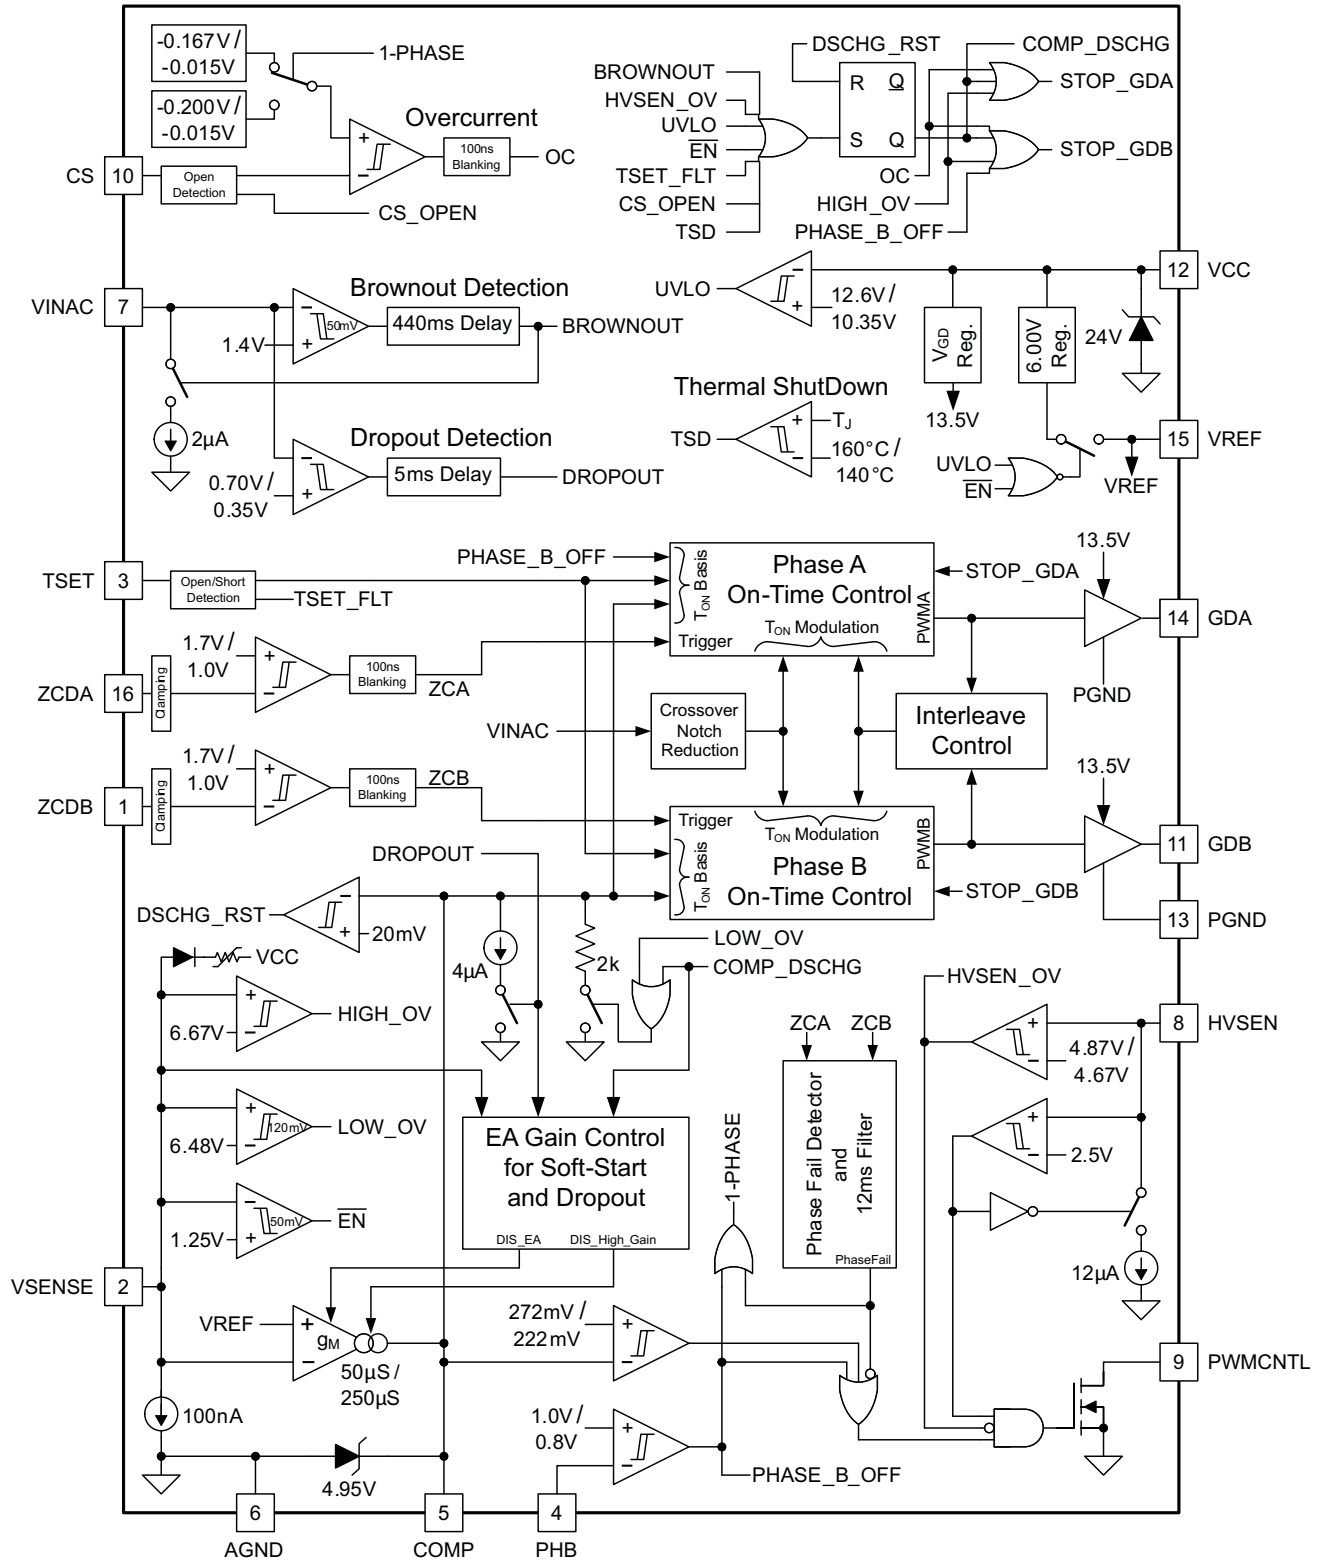 -0.167V /
-0.015V
1-PHASE
-0.200V /
-0.015V
Overcurrent
100ns
Blanking
OC
CS
10
Open
Detection
CS_OPEN
DSCHG_RST
COMP_DSCHG
BROWNOUT
HVSEN_OV
UVLO
EN
TSET_FLT
CS_OPEN
TSD
R
Q
S
Q
STOP_GDA
STOP_GDB
OC
HIGH_OV
PHASE_B_OFF
VINAC
7
Brownout Detection
50mV
1.4V
440ms Delay
BROWNOUT
2µA
Dropout Detection
0.70V /
0.35V
5ms Delay
DROPOUT
UVLO
12.6V /
10.35V
12
VCC
VGD
Reg.
13.5V
6.00V
Reg.
24V
Thermal ShutDown
TSD
TJ
160°C /
140°C
UVLO
EN
15
VREF
VREF
TSET
3
Open/Short
Detection
TSET_FLT
PHASE_B_OFF
TON Basis
Phase A
On-Time Control
Trigger
TON Modulation
PWMA
STOP_GDA
13.5V
14
GDA
PGND
ZCDA
16
Clamping
1.7V /
1.0V
100ns
Blanking
ZCA
VINAC
Crossover
Notch
Reduction
Interleave
Control
ZCDB
1
Clamping
1.7V /
1.0V
100ns
Blanking
ZCB
Trigger
TON Modulation
PWMB
TON Basis
Phase B
On-Time Control
STOP_GDB
13.5V
11
GDB
13
PGND
DROPOUT
DSCHG_RST
20mV
VCC
4µA
2k
LOW_OV
COMP_DSCHG
6.67V
HIGH_OV
6.48V
120mV
LOW_OV
1.25V
50mV
EN
EA Gain Control
for Soft-Start
and Dropout
DIS_EA
DIS_High_Gain
ZCA
ZCB
Phase Fail Detector
and
12ms Filter
PhaseFail
1-PHASE
HVSEN_OV
8
HVSEN
4.87V /
4.67V
2.5V
12µA
VSENSE
2
VREF
gM
50µS /
250µS
272mV /
222mV
100nA
4.95V
1.0V /
0.8V
PHASE_B_OFF
9
PWMCNTL
6
AGND
5
COMP
4
PHB